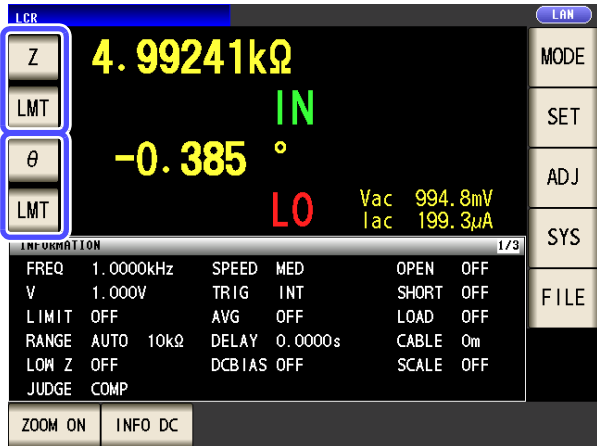 LCR
LAN
Z
4.99241kΩ
MODE
LMT
IN
SET
θ
-0.385 °
ADJ
LMT
LO
Vac 994.8mV
Iac 199.3μA
SYS
INFORMATION 1/3
FREQ 1.0000kHz SPEED MED OPEN OFF
V 1.000V TRIG INT SHORT OFF
FILE
LIMIT OFF AVG OFF LOAD OFF
RANGE AUTO 10kΩ DELAY 0.0000s CABLE 0m
LOW Z OFF DCBIAS OFF SCALE OFF
JUDGE COMP
ZOOM ON INFO DC